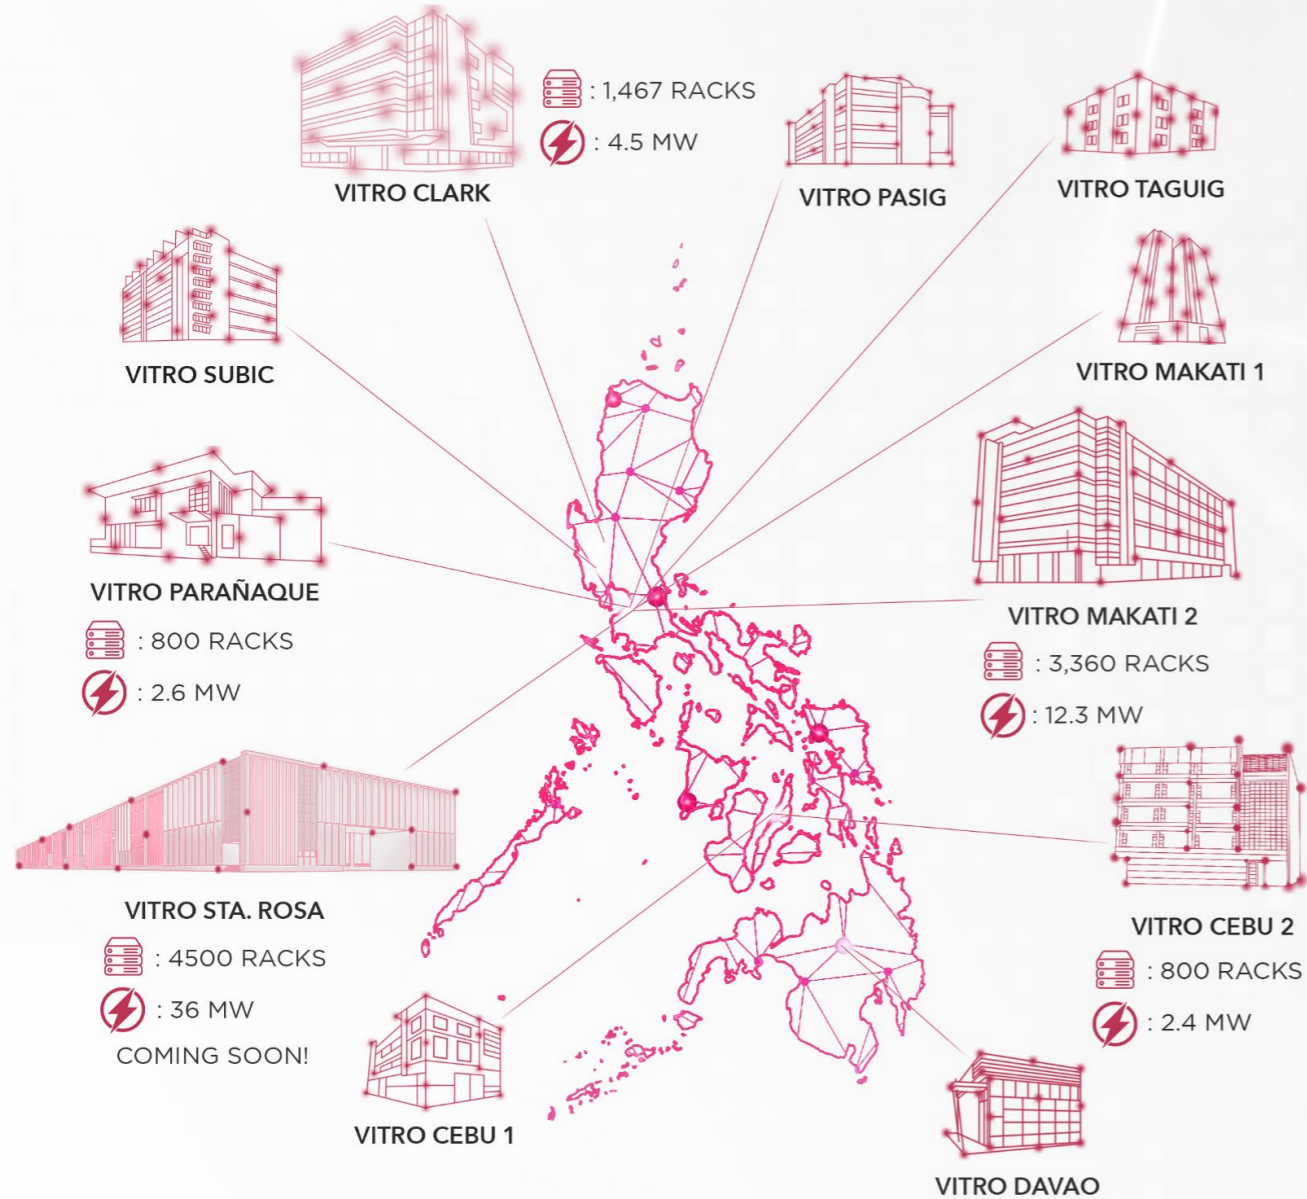 : 1,467 RACKS
: 4.5 MW
VITRO CLARK
VITRO PASIG
VITRO TAGUIG
VITRO SUBIC
VITRO MAKATI 1
VITRO PARAÑAQUE
: 800 RACKS
: 2.6 MW
VITRO MAKATI 2
: 3,360 RACKS
: 12.3 MW
VITRO STA. ROSA
: 4500 RACKS
: 36 MW
COMING SOON!
VITRO CEBU 2
: 800 RACKS
: 2.4 MW
VITRO CEBU 1
VITRO DAVAO